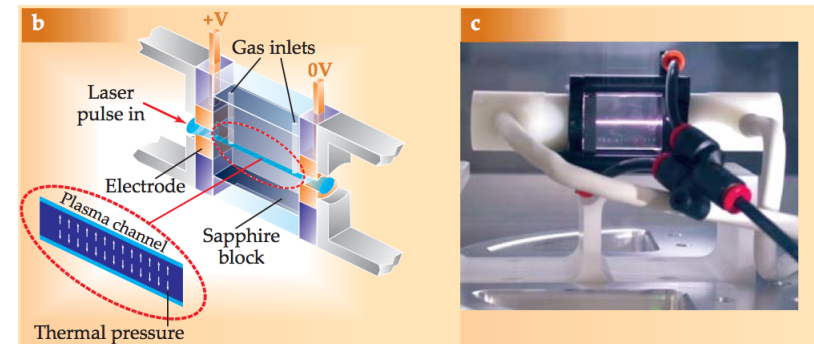 b
+V
Gas inlets
0V
Laser
pulse in
Electrode
Plasma channel
Sapphire
block
Thermal pressure
c